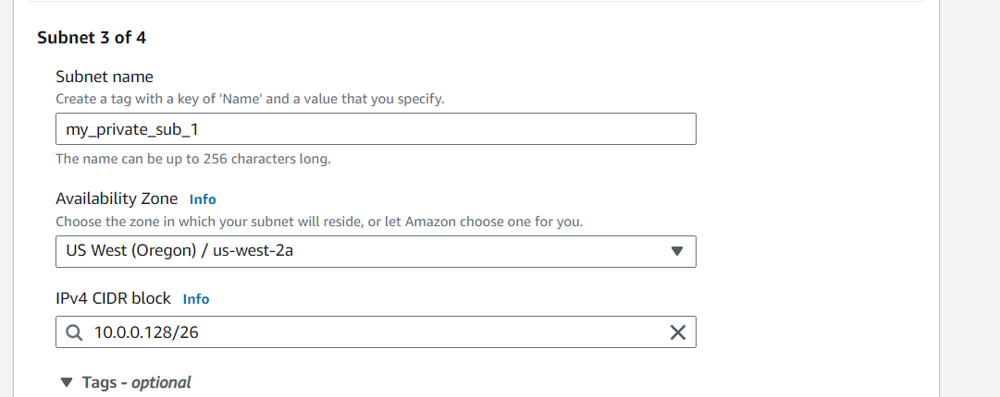 Subnet 3 of 4
Subnet name
Create a tag with a key of 'Name' and a value that you specify.
my_private_sub_1
The name can be up to 256 characters long.
Availability Zone Info
Choose the zone in which your subnet will reside, or let Amazon choose one for you.
US West (Oregon) / us-west-2a
IPv4 CIDR block Info
10.0.0.128/26
Tags - optional